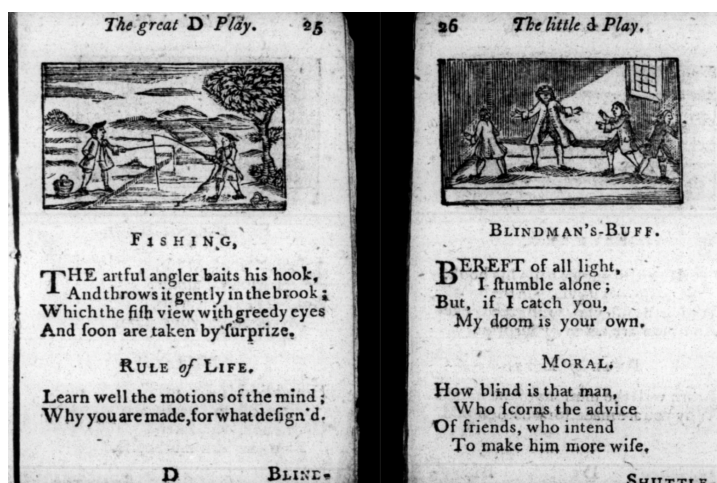 The great D Play. 25
FISHING,
THE artful angler baits his hook,
And throws it gently in the brook;
Which the fiſh view with greedy eyes
And ſoon are taken by ſurprize.
RULE of LIFE.
Learn well the motions of the mind;
Why you are made, for what deſign'd.
D BLIND-
26 The little d Play.
BLINDMAN'S-BUFF.
BEREFT of all light,
I ſtumble alone;
But, if I catch you,
My doom is your own.
MORAL.
How blind is that man,
Who ſcorns the advice
Of friends, who intend
To make him more wiſe.
SHUTTLE